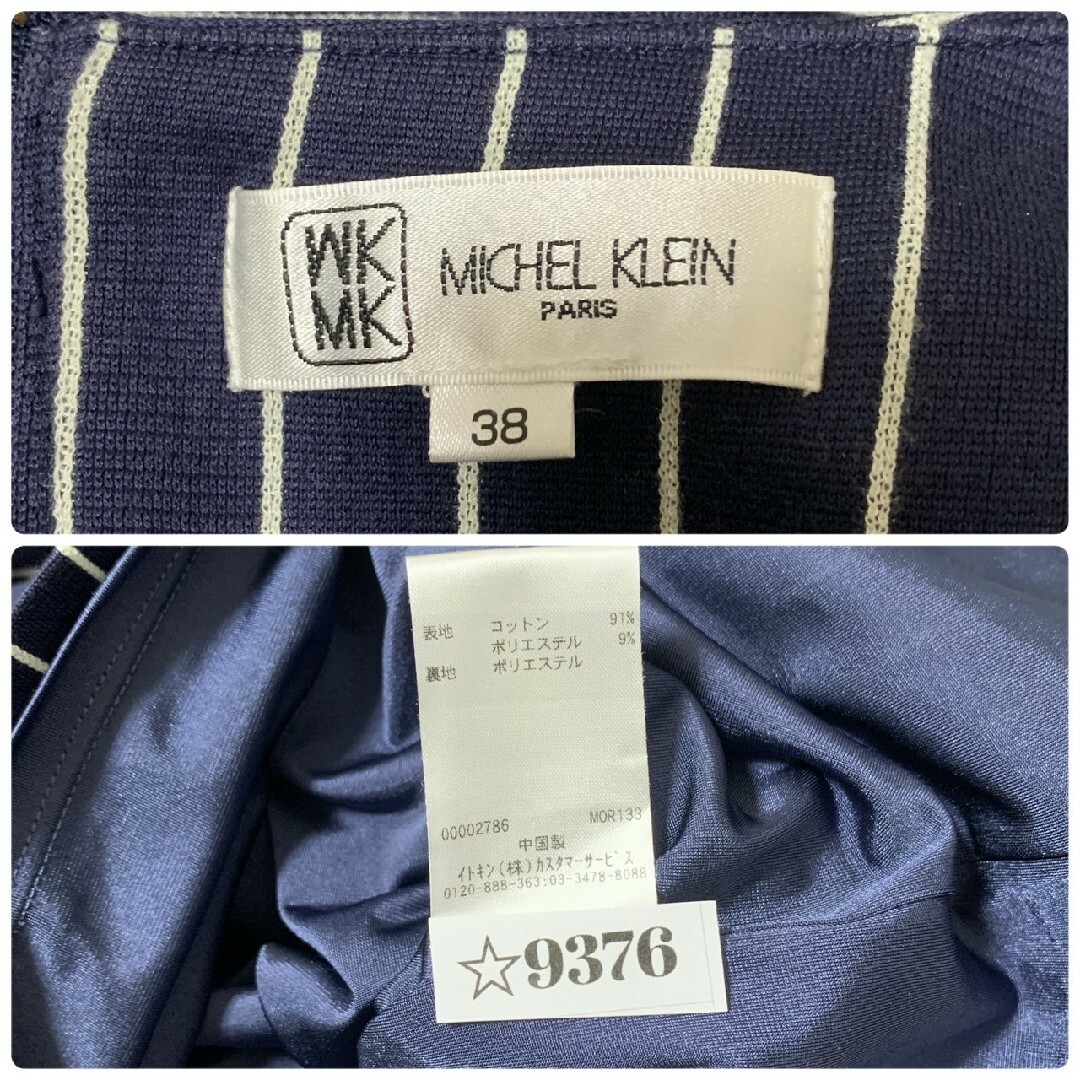 WK
MK
MICHEL KLEIN
PARIS
38
表地 コットン 91%
ポリエステル 9%
裏地 ポリエステル
00002786 MOR133
中国製
イトキン(株)カスタマーサービス
0120-888-363:03-3478-8088
☆9376